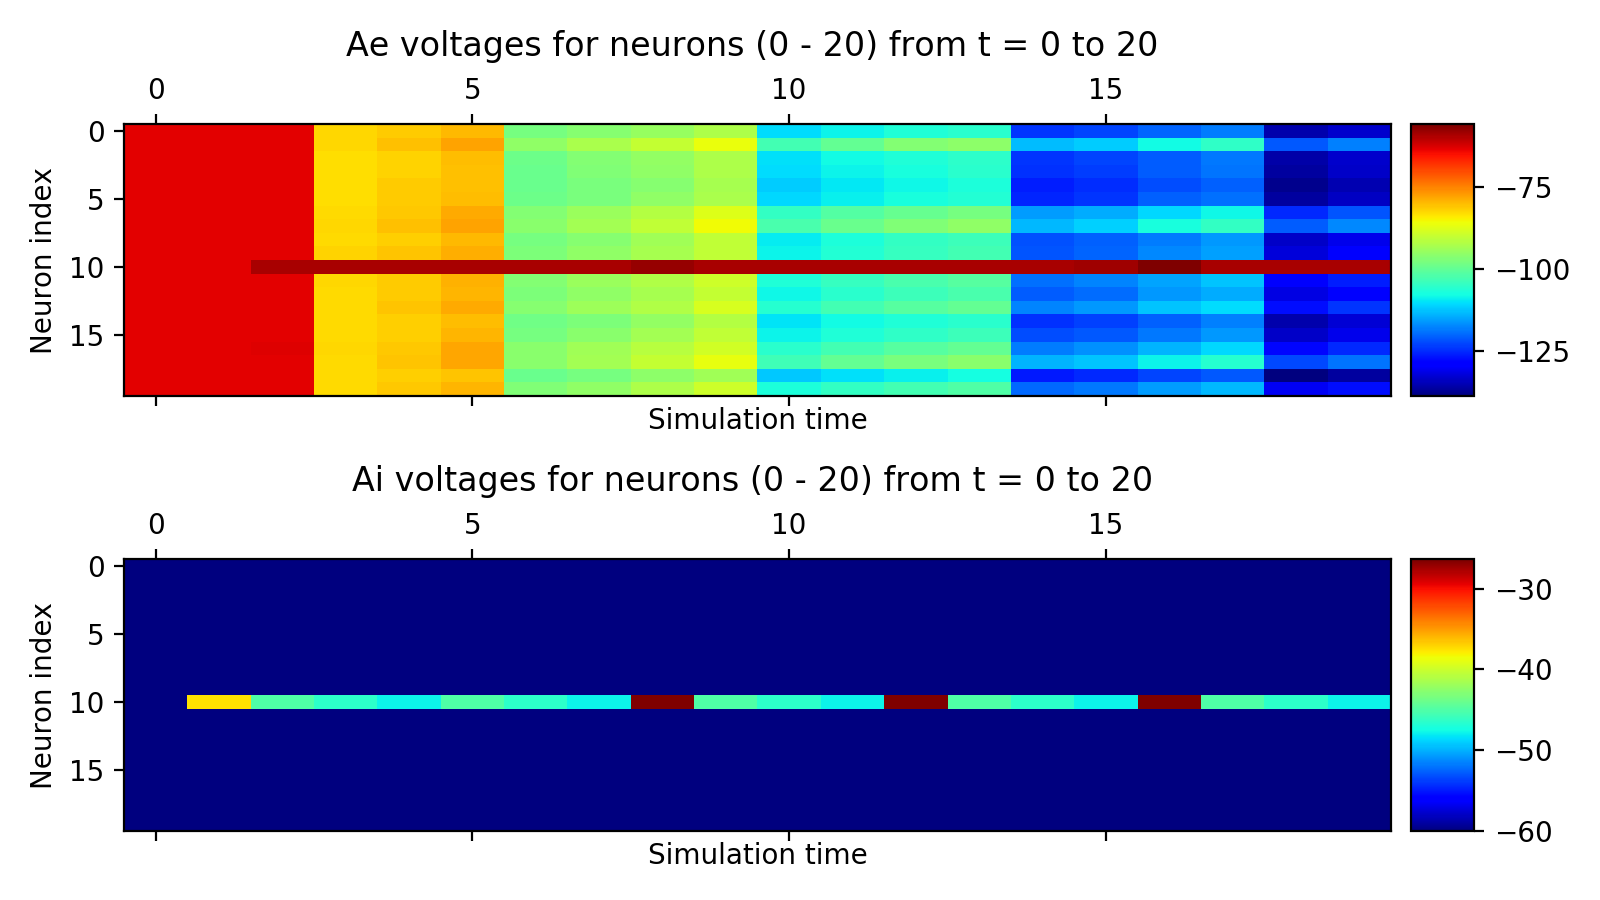 Ae voltages for neurons (0 - 20) from t = 0 to 20
0 5 10 15
Neuron index
0
5
10
15
−75
−100
−125
Simulation time
Ai voltages for neurons (0 - 20) from t = 0 to 20
0 5 10 15
Neuron index
0
5
10
15
−30
−40
−50
−60
Simulation time